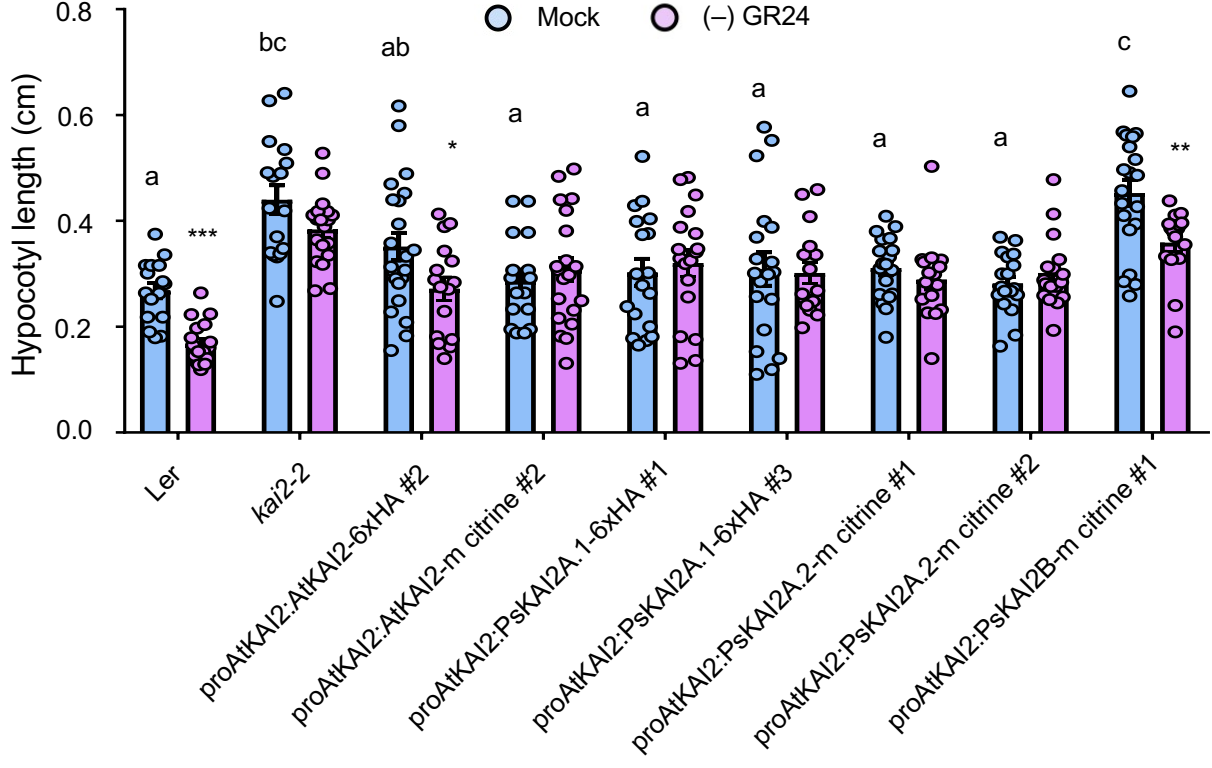 Mock (–) GR24
Hypocotyl length (cm)
0.8
0.6
0.4
0.2
0.0
a
***
bc
ab
*
a
a
a
a
a
c
**
Ler
kai2-2
proAtKAI2:AtKAI2-6xHA #2
proAtKAI2:AtKAI2-m citrine #2
proAtKAI2:PsKAI2A.1-6xHA #1
proAtKAI2:PsKAI2A.1-6xHA #3
proAtKAI2:PsKAI2A.2-m citrine #1
proAtKAI2:PsKAI2A.2-m citrine #2
proAtKAI2:PsKAI2B-m citrine #1